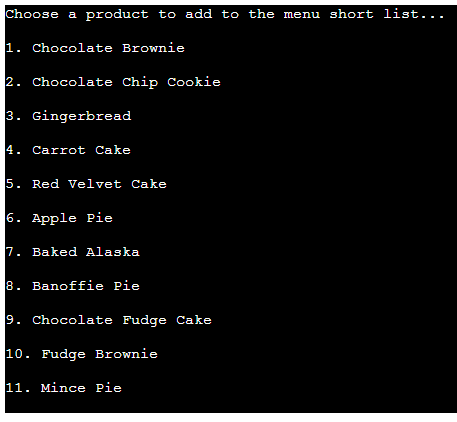 Choose a product to add to the menu short list...
1. Chocolate Brownie
2. Chocolate Chip Cookie
3. Gingerbread
4. Carrot Cake
5. Red Velvet Cake
6. Apple Pie
7. Baked Alaska
8. Banoffie Pie
9. Chocolate Fudge Cake
10. Fudge Brownie
11. Mince Pie